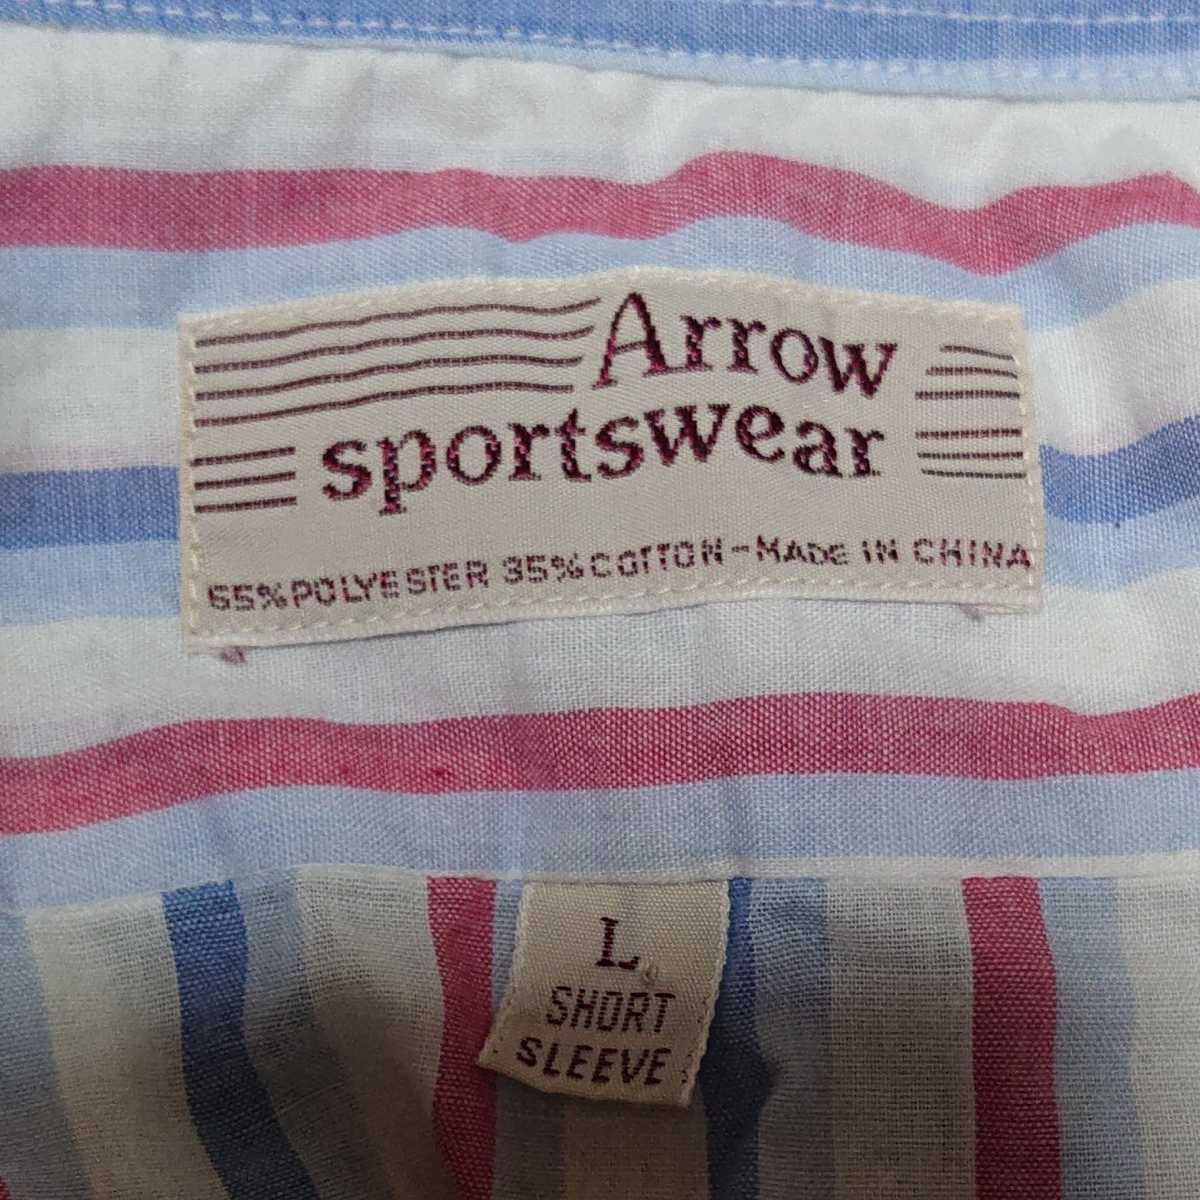 Arrow
sportswear
65% POLYESTER 35% COTTON - MADE IN CHINA
L
SHORT
SLEEVE